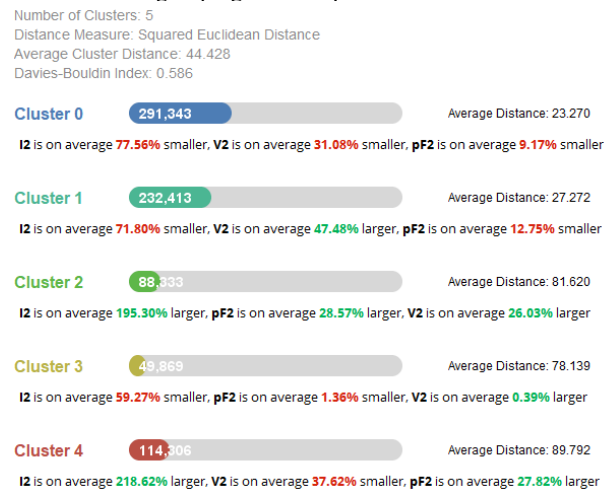 Number of Clusters: 5
Distance Measure: Squared Euclidean Distance
Average Cluster Distance: 44.428
Davies-Bouldin Index: 0.586
Cluster 0 291,343 Average Distance: 23.270
I2 is on average 77.56% smaller, V2 is on average 31.08% smaller, pF2 is on average 9.17% smaller
Cluster 1 232,413 Average Distance: 27.272
I2 is on average 71.80% smaller, V2 is on average 47.48% larger, pF2 is on average 12.75% smaller
Cluster 2 88,333 Average Distance: 81.620
I2 is on average 195.30% larger, pF2 is on average 28.57% larger, V2 is on average 26.03% larger
Cluster 3 49,869 Average Distance: 78.139
I2 is on average 59.27% smaller, pF2 is on average 1.36% smaller, V2 is on average 0.39% larger
Cluster 4 114,306 Average Distance: 89.792
I2 is on average 218.62% larger, V2 is on average 37.62% smaller, pF2 is on average 27.82% larger